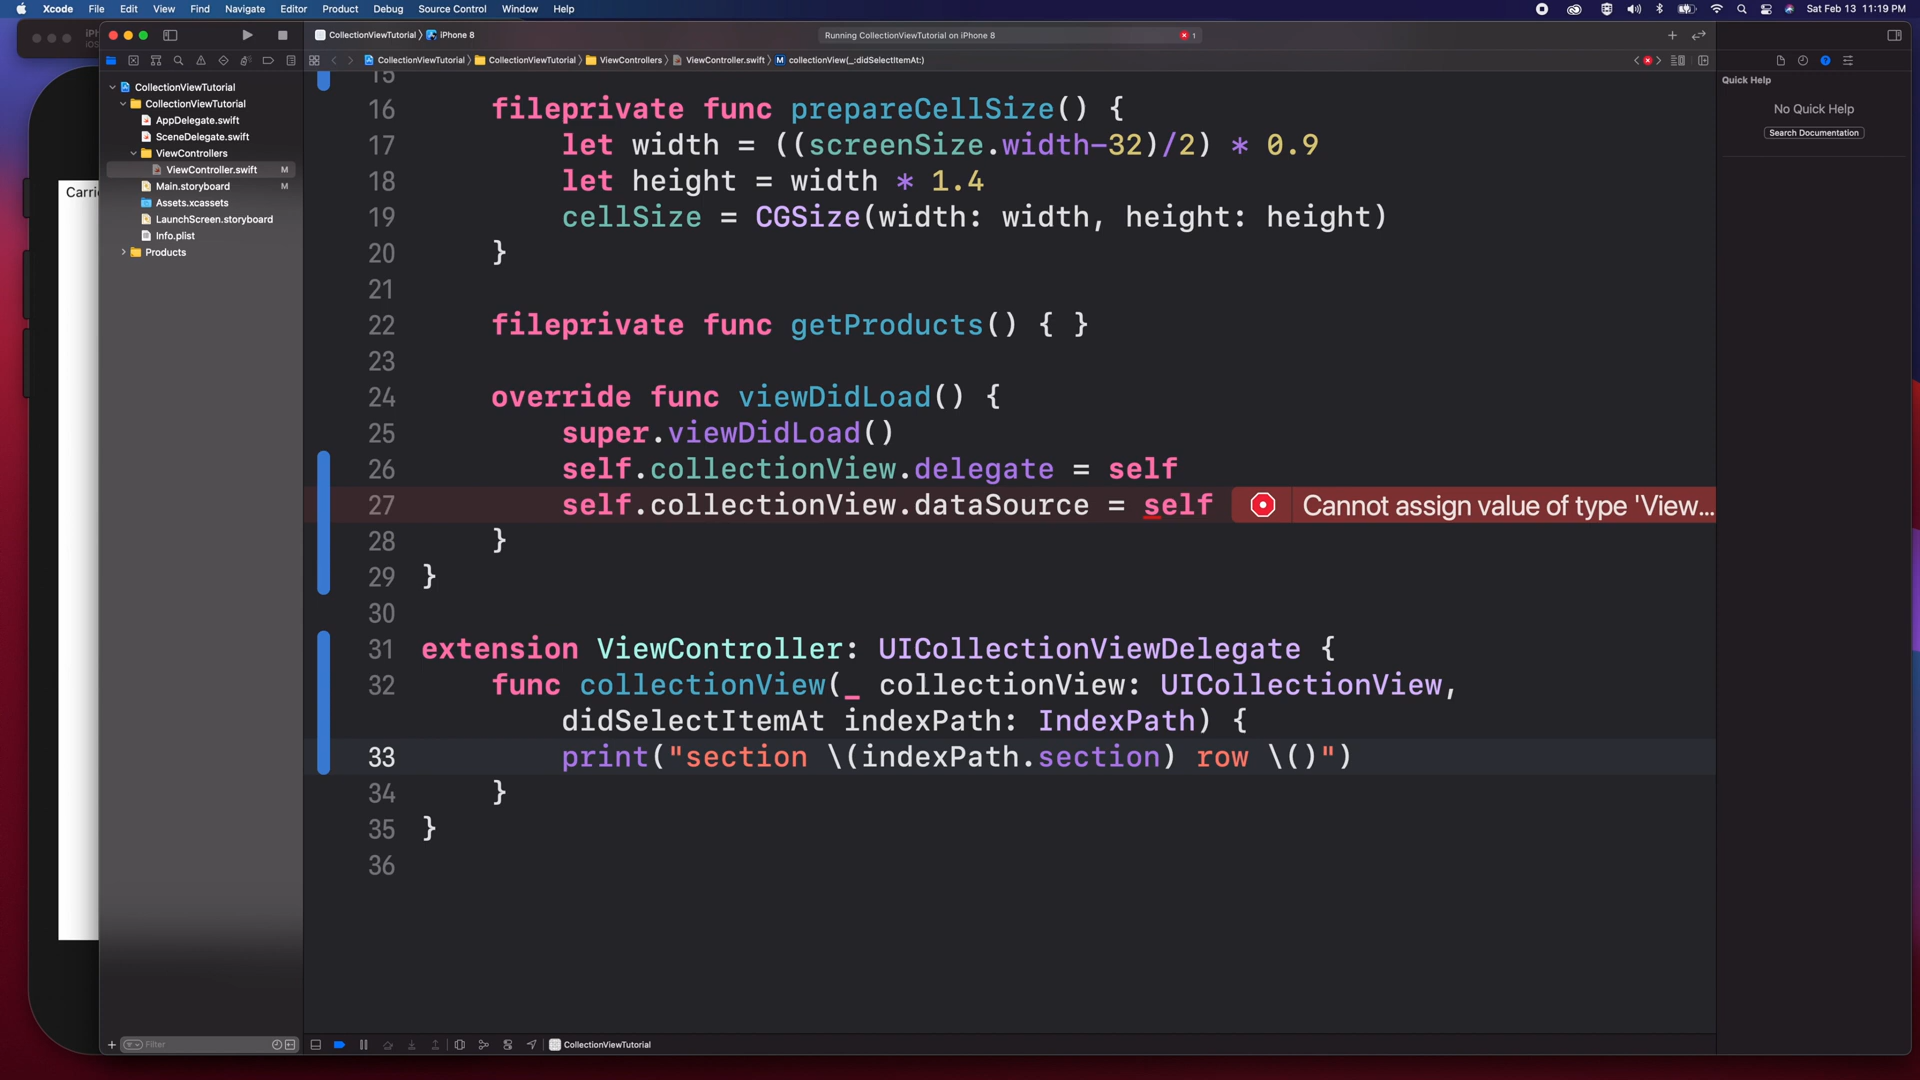 Xcode File Edit View Find Navigate Editor Product Debug Source Control Window Help Sat Feb 13 11:19 PM
CollectionViewTutorial iPhone 8
Running CollectionViewTutorial on iPhone 8
1
CollectionViewTutorial CollectionViewTutorial ViewControllers ViewController.swift M collectionView(_:didSelectItemAt:)
CollectionViewTutorial
CollectionViewTutorial
AppDelegate.swift
SceneDelegate.swift
ViewControllers
ViewController.swift M
Main.storyboard M
Assets.xcassets
LaunchScreen.storyboard
Info.plist
Products
Filter
Carri
15
16 fileprivate func prepareCellSize() {
17 let width = ((screenSize.width-32)/2) * 0.9
18 let height = width * 1.4
19 cellSize = CGSize(width: width, height: height)
20 }
21
22 fileprivate func getProducts() { }
23
24 override func viewDidLoad() {
25 super.viewDidLoad()
26 self.collectionView.delegate = self
27 self.collectionView.dataSource = self Cannot assign value of type 'View...
28 }
29 }
30
31 extension ViewController: UICollectionViewDelegate {
32 func collectionView(_ collectionView: UICollectionView,
didSelectItemAt indexPath: IndexPath) {
33 print("section \(indexPath.section) row \()")
34 }
35 }
36
CollectionViewTutorial
Quick Help
No Quick Help
Search Documentation